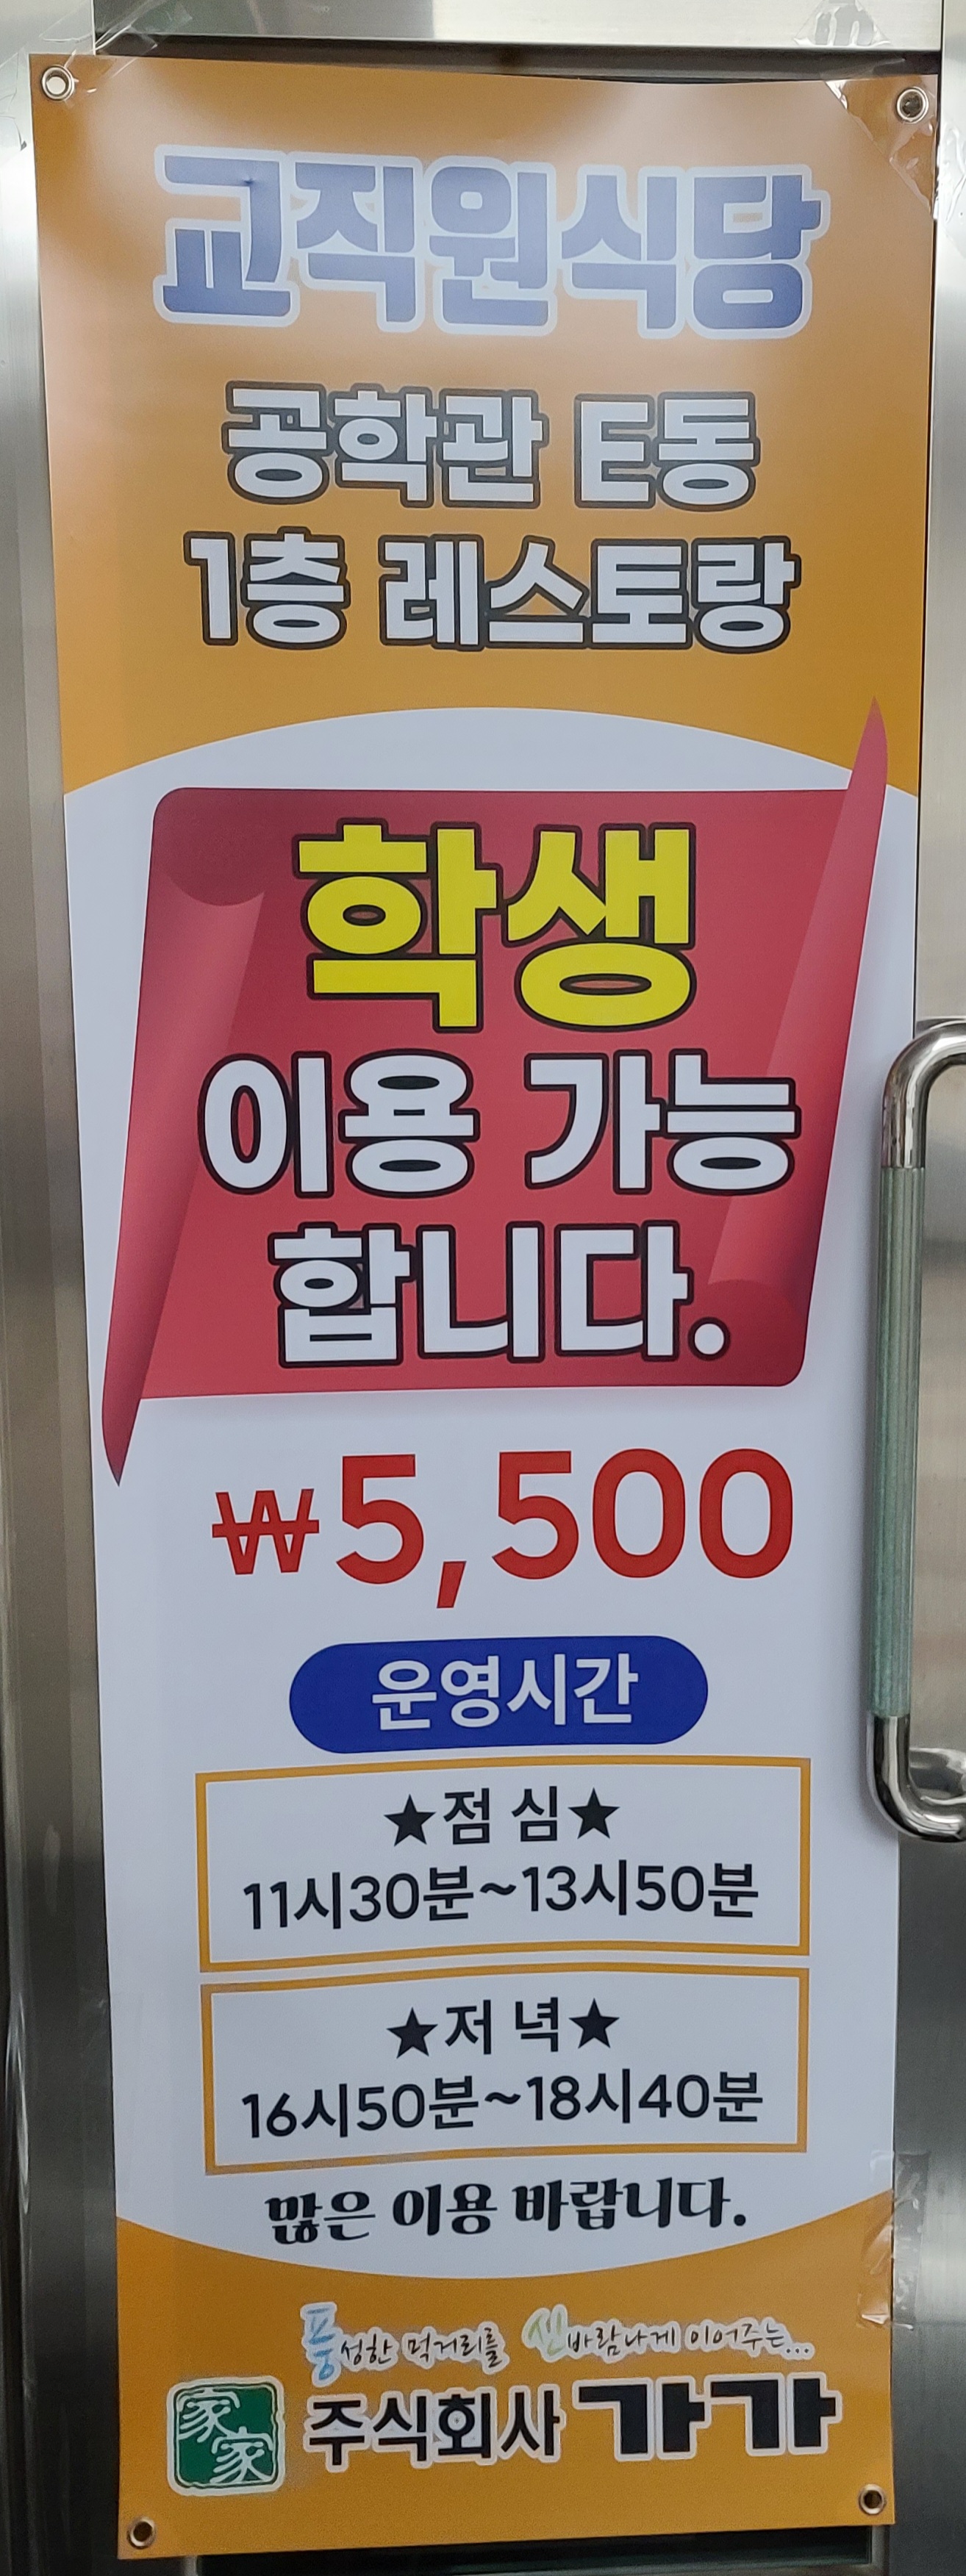 교직원식당
공학관 E동
1층 레스토랑
학생
이용 가능
합니다.
₩5,500
운영시간
★점 심★
11시30분~13시50분
★저 녁★
16시50분~18시40분
많은 이용 바랍니다.
풍성한 먹거리를 신바람나게 이어주는...
家家 주식회사 가가